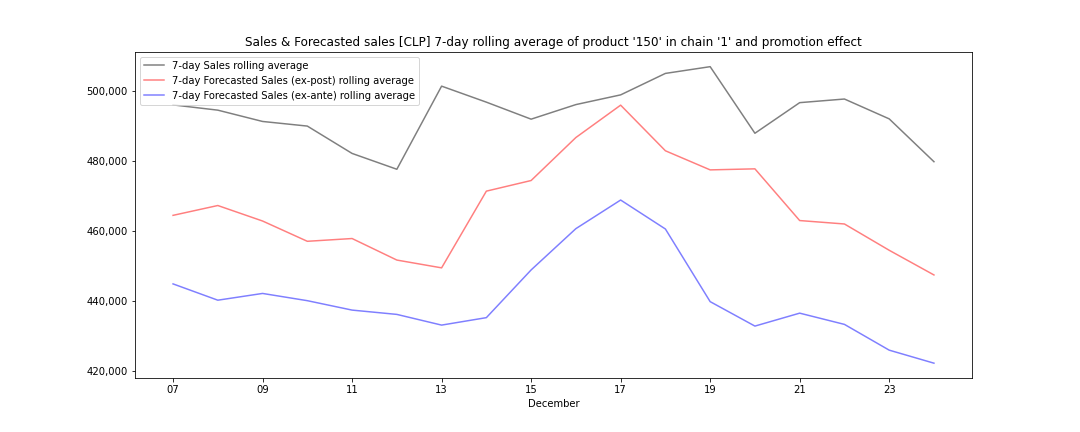 Sales & Forecasted sales [CLP] 7-day rolling average of product '150' in chain '1' and promotion effect
7-day Sales rolling average
7-day Forecasted Sales (ex-post) rolling average
7-day Forecasted Sales (ex-ante) rolling average
500,000
480,000
460,000
440,000
420,000
07 09 11 13 15 17 19 21 23
December